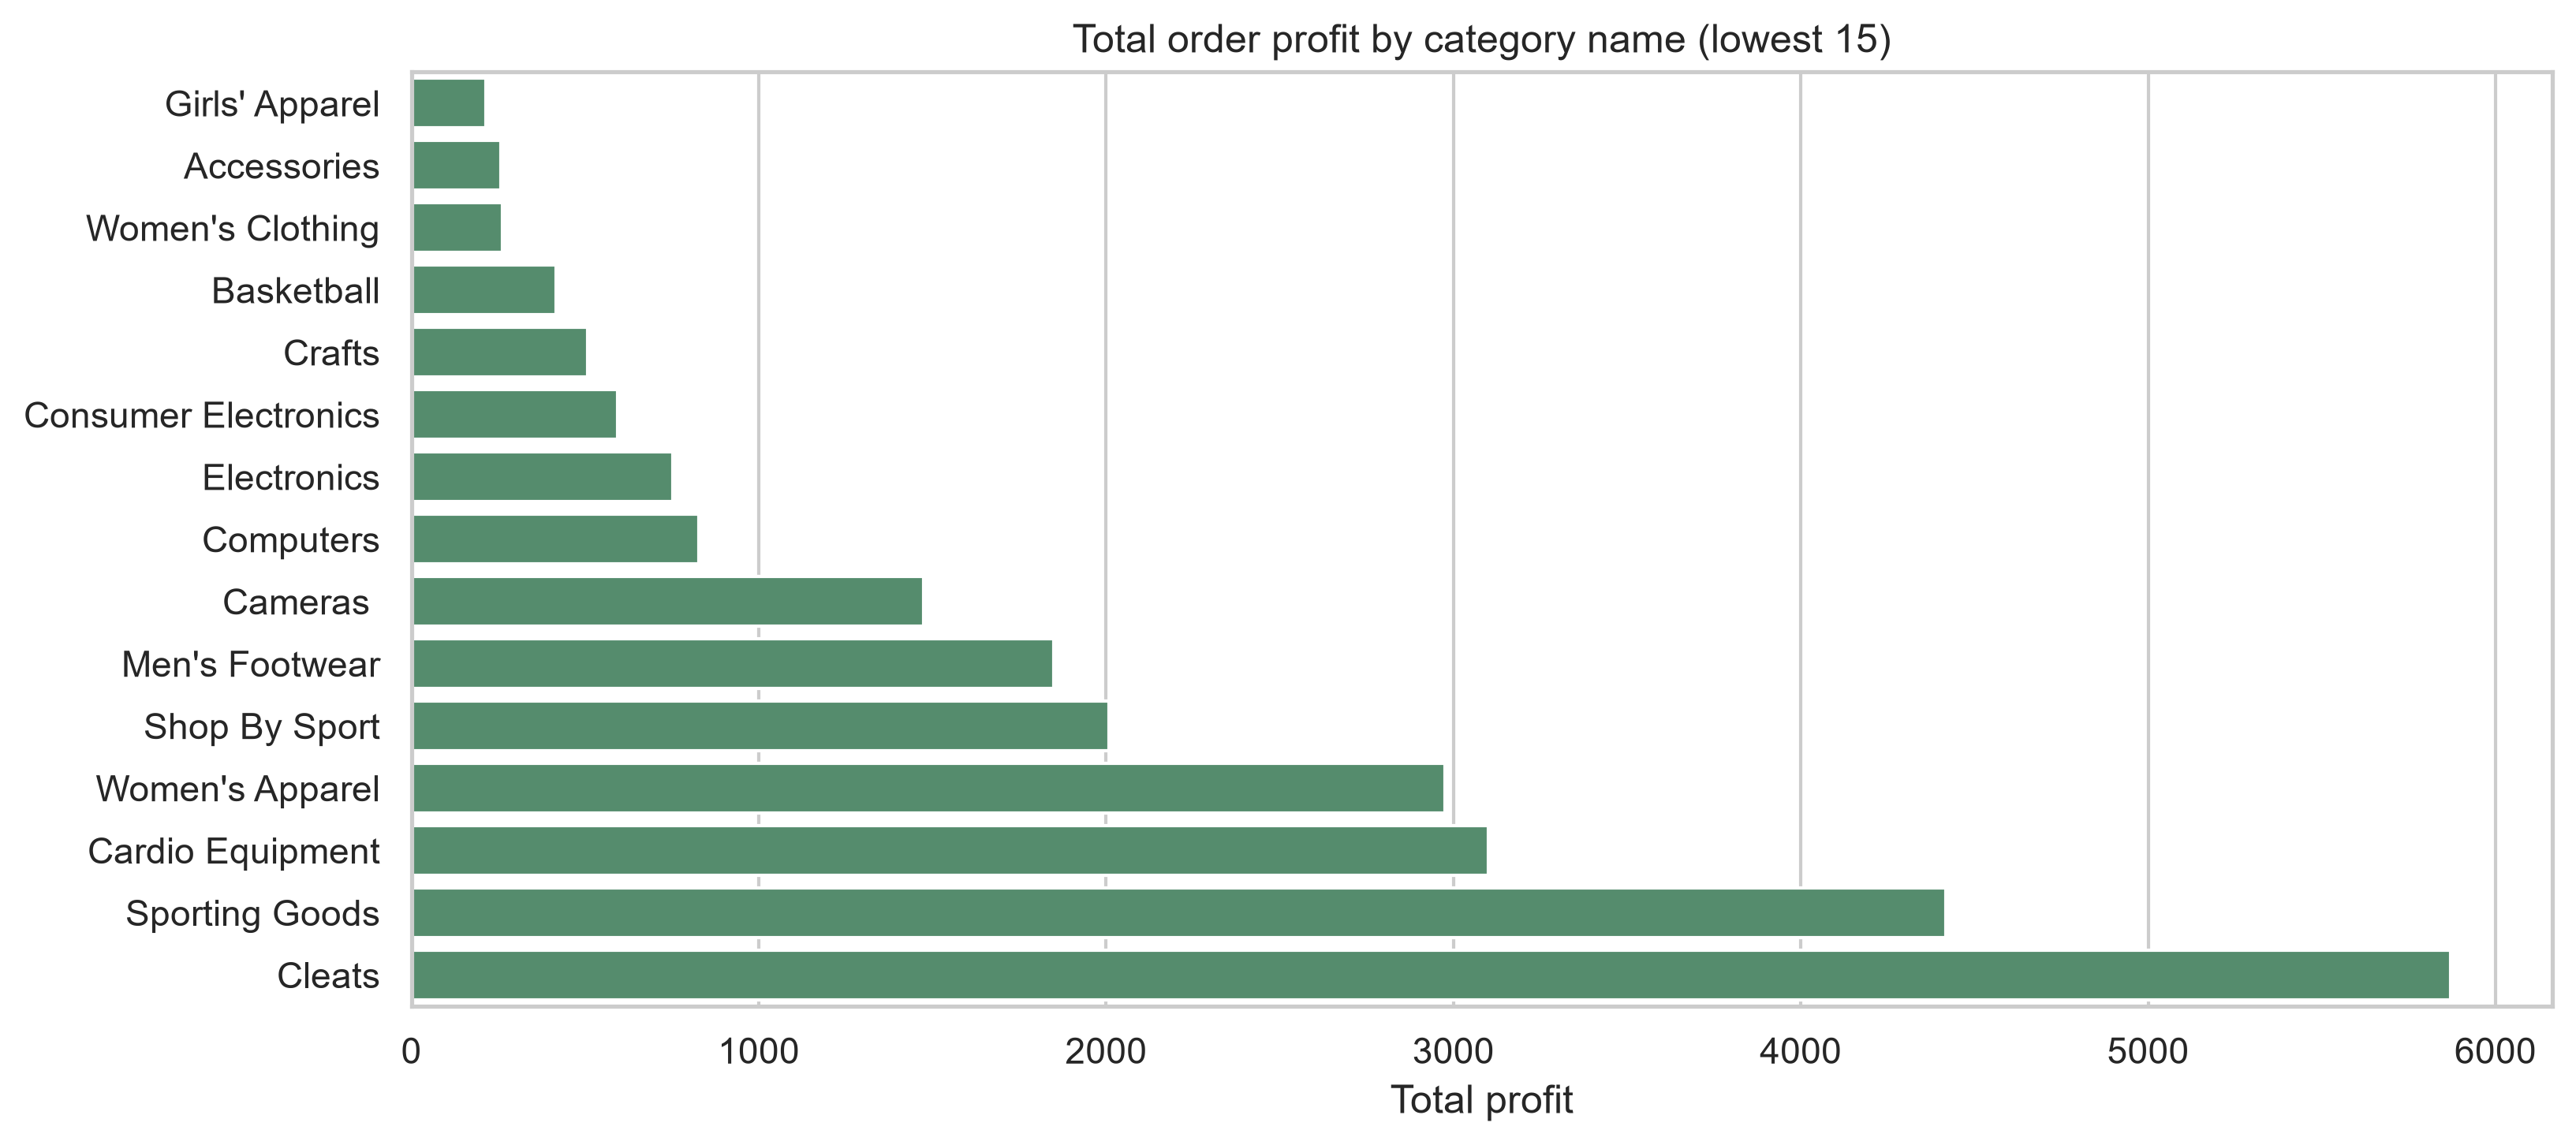 Total order profit by category name (lowest 15)
Girls' Apparel
Accessories
Women's Clothing
Basketball
Crafts
Consumer Electronics
Electronics
Computers
Cameras
Men's Footwear
Shop By Sport
Women's Apparel
Cardio Equipment
Sporting Goods
Cleats
0 1000 2000 3000 4000 5000 6000
Total profit